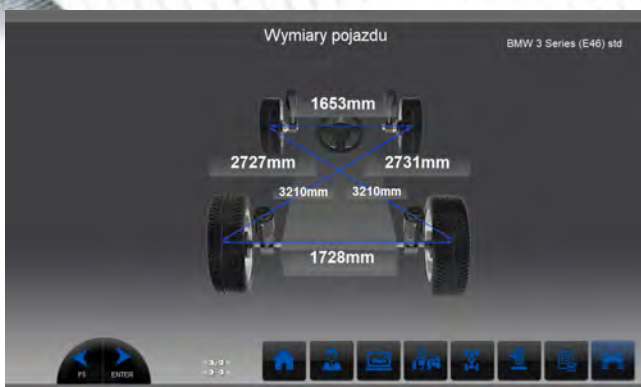 Wymiary pojazdu
BMW 3 Series (E46) std
1653mm
2727mm
2731mm
3210mm
3210mm
1728mm
F5
ENTER